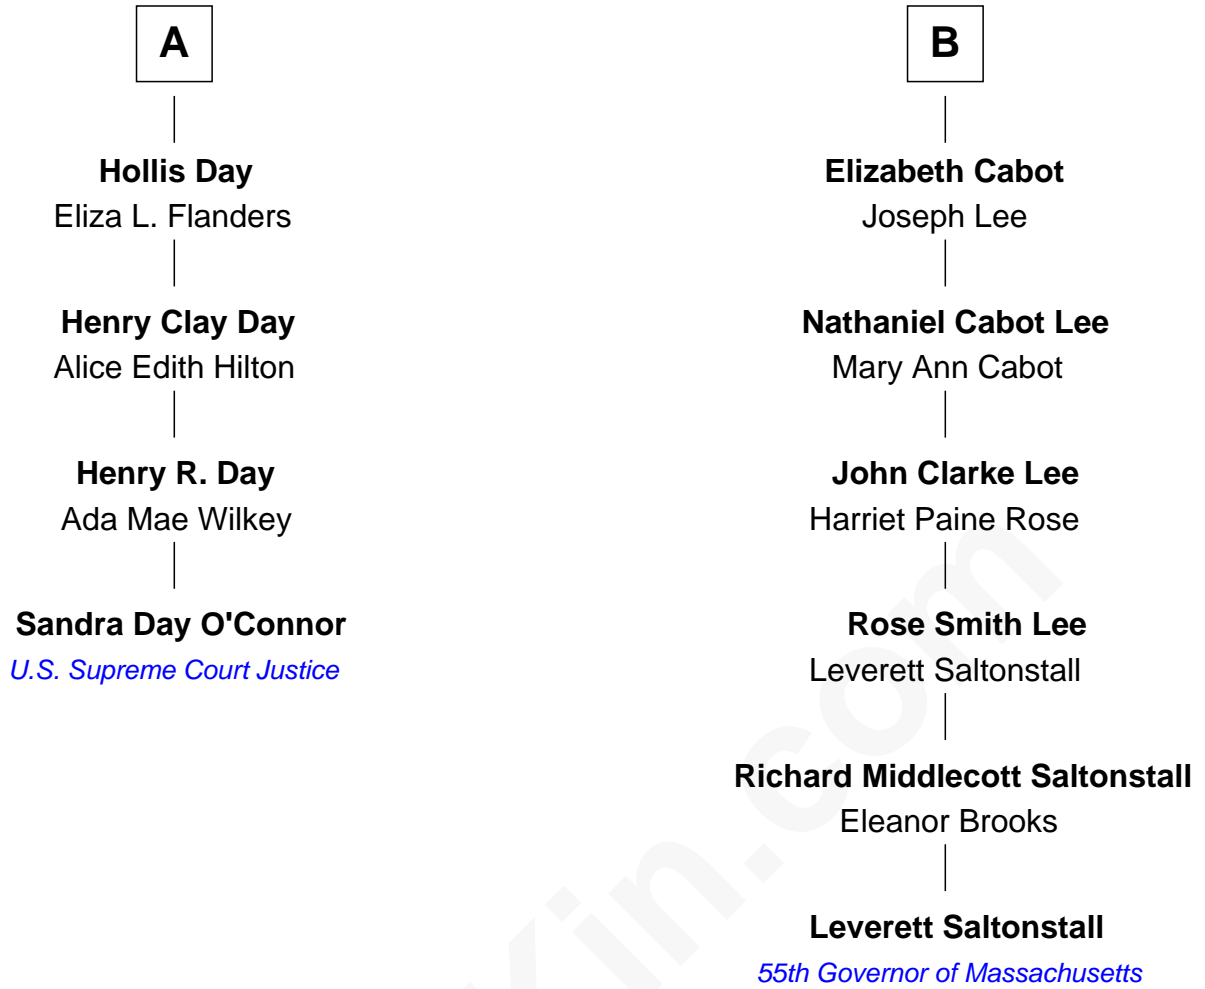 A
Hollis Day
Eliza L. Flanders
Henry Clay Day
Alice Edith Hilton
Henry R. Day
Ada Mae Wilkey
Sandra Day O'Connor
U.S. Supreme Court Justice
B
Elizabeth Cabot
Joseph Lee
Nathaniel Cabot Lee
Mary Ann Cabot
John Clarke Lee
Harriet Paine Rose
Rose Smith Lee
Leverett Saltonstall
Richard Middlecott Saltonstall
Eleanor Brooks
Leverett Saltonstall
55th Governor of Massachusetts
Kin.com